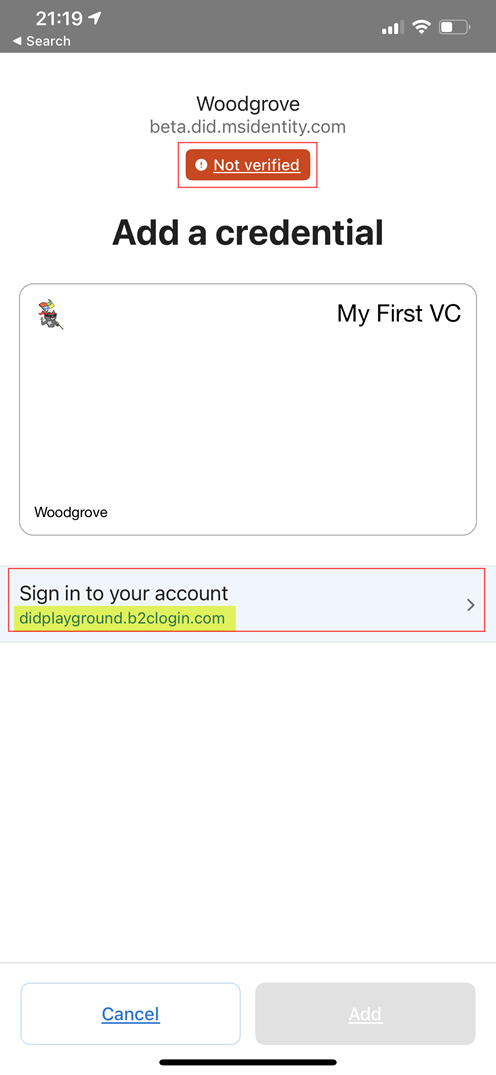 21:19
◀ Search
Woodgrove
beta.did.msidentity.com
Not verified
Add a credential
My First VC
Woodgrove
Sign in to your account
didplayground.b2clogin.com
Cancel
Add